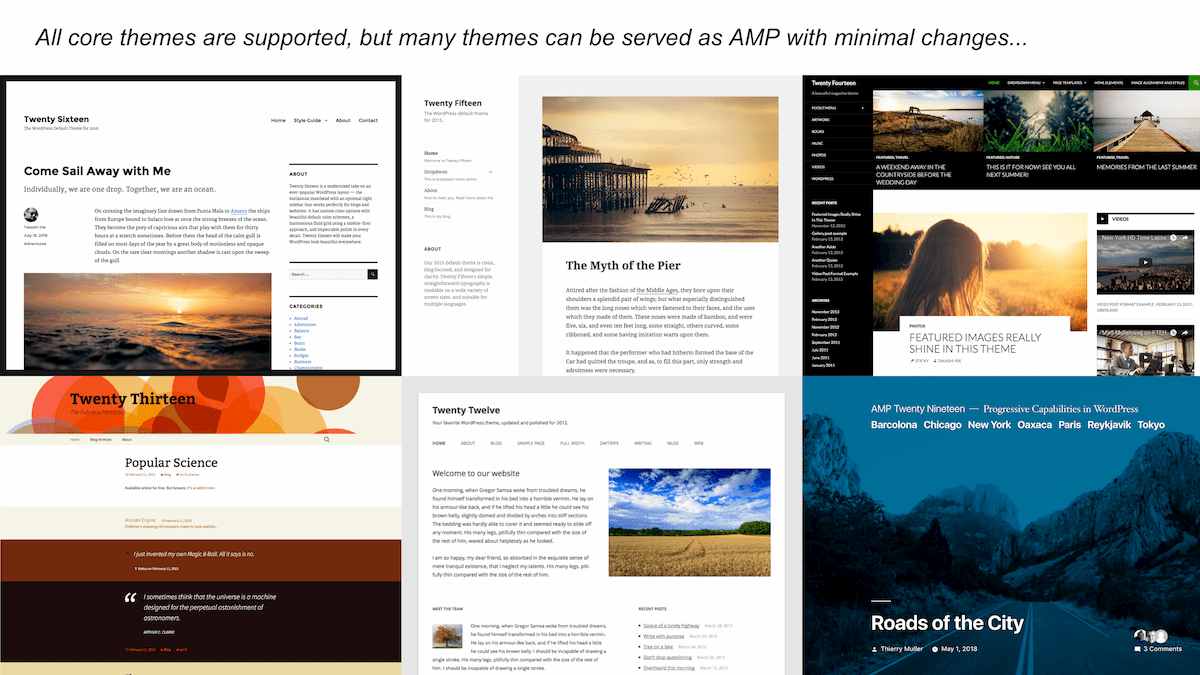 All core themes are supported, but many themes can be served as AMP with minimal changes...
Twenty Sixteen
The WordPress Default Theme for 2016
Home Style Guide About Contact
Come Sail Away with Me
Individually, we are one drop. Together, we are an ocean.
Takashi Irie
July 18, 2016
Adventures
On crossing the imaginary line drawn from Punta Mala to Azuera the ships
from Europe bound to Sulaco lose at once the strong breezes of the ocean.
They become the prey of capricious airs that play with them for thirty
hours at a stretch sometimes. Before them the head of the calm gulf is
filled on most days of the year by a great body of motionless and opaque
clouds. On the rare clear mornings another shadow is cast upon the sweep
of the gulf.
ABOUT
Twenty Sixteen is a modernized take on an
ever-popular WordPress layout — the
horizontal masthead with an optional right
sidebar that works perfectly for blogs and
websites. It has custom color options with
beautiful default color schemes, a
harmonious fluid grid using a mobile-first
approach, and impeccable polish in every
detail. Twenty Sixteen will make your
WordPress look beautiful everywhere.
Search ...
CATEGORIES
Abroad
Adventures
Balance
Bay
Boats
Books
Bridges
Business
Championship
Twenty Fifteen
The WordPress default theme
for 2015.
Home
Welcome to Twenty Fifteen
Dropdown
This is dropdown menu demo.
About
Nice to meet you. Read more about me
Blog
This is my blog.
ABOUT
Our 2015 default theme is clean,
blog-focused, and designed for
clarity. Twenty Fifteen's simple,
straightforward typography is
readable on a wide variety of
screen sizes, and suitable for
multiple languages.
The Myth of the Pier
Attired after the fashion of the Middle Ages, they bore upon their
shoulders a splendid pair of wings; but what especially distinguished
them was the long noses which were fastened to their faces, and the uses
which they made of them. These noses were made of bamboo, and were
five, six, and even ten feet long, some straight, others curved, some
ribboned, and some having imitation warts upon them.
It happened that the performer who had hitherto formed the base of the
Car had quitted the troupe, and as, to fill this part, only strength and
adroitness were necessary.
Twenty Fourteen
A beautiful magazine theme
HOME DROPDOWN MENU PAGE TEMPLATES HTML ELEMENTS IMAGE ALIGNMENT AND STYLES
FLYOUT MENU
ARTWORK
BOOKS
MUSIC
PHOTOS
VIDEOS
WORDPRESS
FEATURED, TRAVEL
A WEEKEND AWAY IN THE
COUNTRYSIDE BEFORE THE
WEDDING DAY
FEATURED, NATURE
THIS IS IT FOR NOW! SEE YOU ALL
NEXT SUMMER!
FEATURED, TRAVEL
MEMORIES FROM THE LAST SUMMER
RECENT POSTS
Featured Images Really Shine
in This Theme
November 12, 2013
Gallery post example
February 13, 2013
Another Aside
February 13, 2013
Another Quote
February 13, 2013
Video Post Format Example
February 13, 2013
ARCHIVES
November 2013
February 2013
November 2012
February 2012
September 2011
July 2011
June 2011
January 2011
PHOTOS
FEATURED IMAGES REALLY
SHINE IN THIS THEME
STICKY TAKASHI IRIE
VIDEOS
New York HD Time Lapse
VIDEO POST FORMAT EXAMPLE FEBRUARY 13, 2013
OBERLAND
Twenty Thirteen
The Future is Fantastico
Home Blog Archives About
Popular Science
February 11, 2013 Blog sci-fi, science
Available online for free. But beware, it's a rabbit hole.
Wonder Engine February 11, 2013
Children's drawings of insomnia made to look realistic.
I just invented my own Magic 8-Ball. All it says is no.
Status on February 11, 2013
“ I sometimes think that the universe is a machine
designed for the perpetual astonishment of
astronomers.
ARTHUR C. CLARKE
February 11, 2013 Blog sci-fi
Twenty Twelve
Your favorite WordPress theme, updated and polished for 2012.
HOME ABOUT BLOG SAMPLE PAGE FULL WIDTH DAYTRIPS WRITING MUSE WEB
Welcome to our website
One morning, when Gregor Samsa woke from troubled dreams, he
found himself transformed in his bed into a horrible vermin. He lay on
his armour-like back, and if he lifted his head a little he could see his
brown belly, slightly domed and divided by arches into stiff sections.
The bedding was hardly able to cover it and seemed ready to slide off
any moment. His many legs, pitifully thin compared with the size of
the rest of him, waved about helplessly as he looked.
I am so happy, my dear friend, so absorbed in the exquisite sense of
mere tranquil existence, that I neglect my talents. His many legs, piti-
fully thin compared with the size of the rest of him.
MEET THE TEAM
One morning, when Gregor Samsa woke from troubled dreams,
he found himself transformed in his bed into a horrible vermin.
He lay on his armour-like back, and if he lifted his head a little
he could see his brown belly. I should be incapable of drawing a
single stroke. His many legs, pitifully thin compared with the size of the rest of
him. I should be incapable of drawing a single stroke.
RECENT POSTS
Solace of a lonely highway March 28, 2012
Write with purpose March 25, 2012
Tree on a lake March 24, 2012
Don't stop questioning March 23, 2012
Overheard this morning March 13, 2012
AMP Twenty Nineteen — Progressive Capabilities in WordPress
Barcolona Chicago New York Oaxaca Paris Reykjavik Tokyo
Roads of the City
Thierry Muller May 1, 2018
3 Comments